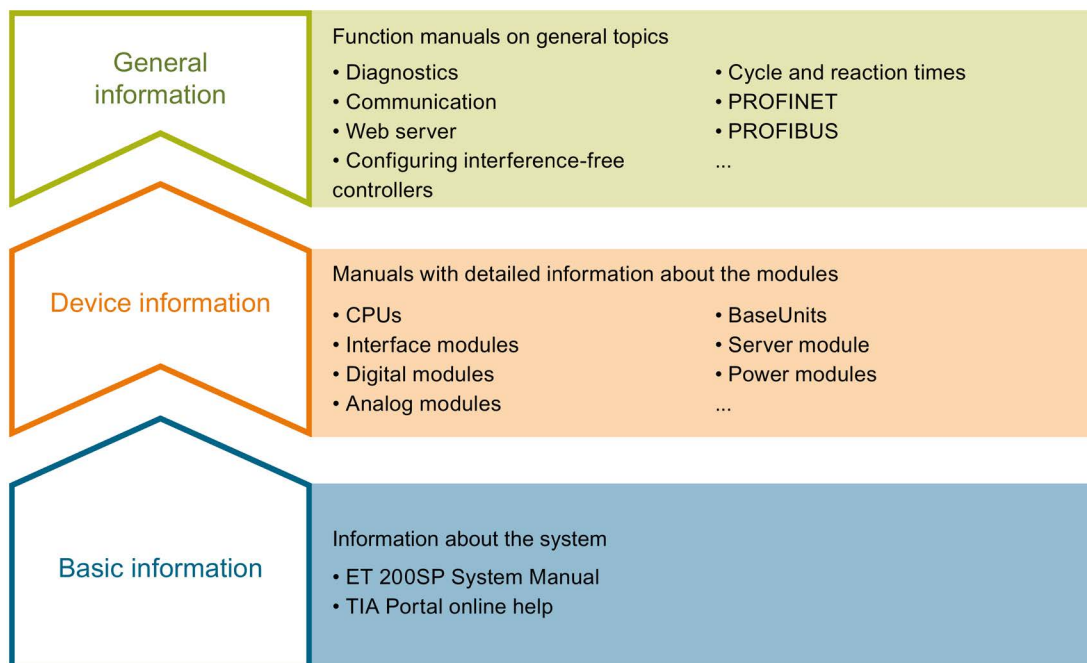 General
information
Function manuals on general topics
• Diagnostics
• Communication
• Web server
• Configuring interference-free
controllers
• Cycle and reaction times
• PROFINET
• PROFIBUS
...
Device information
Manuals with detailed information about the modules
• CPUs
• Interface modules
• Digital modules
• Analog modules
• BaseUnits
• Server module
• Power modules
...
Basic information
Information about the system
• ET 200SP System Manual
• TIA Portal online help